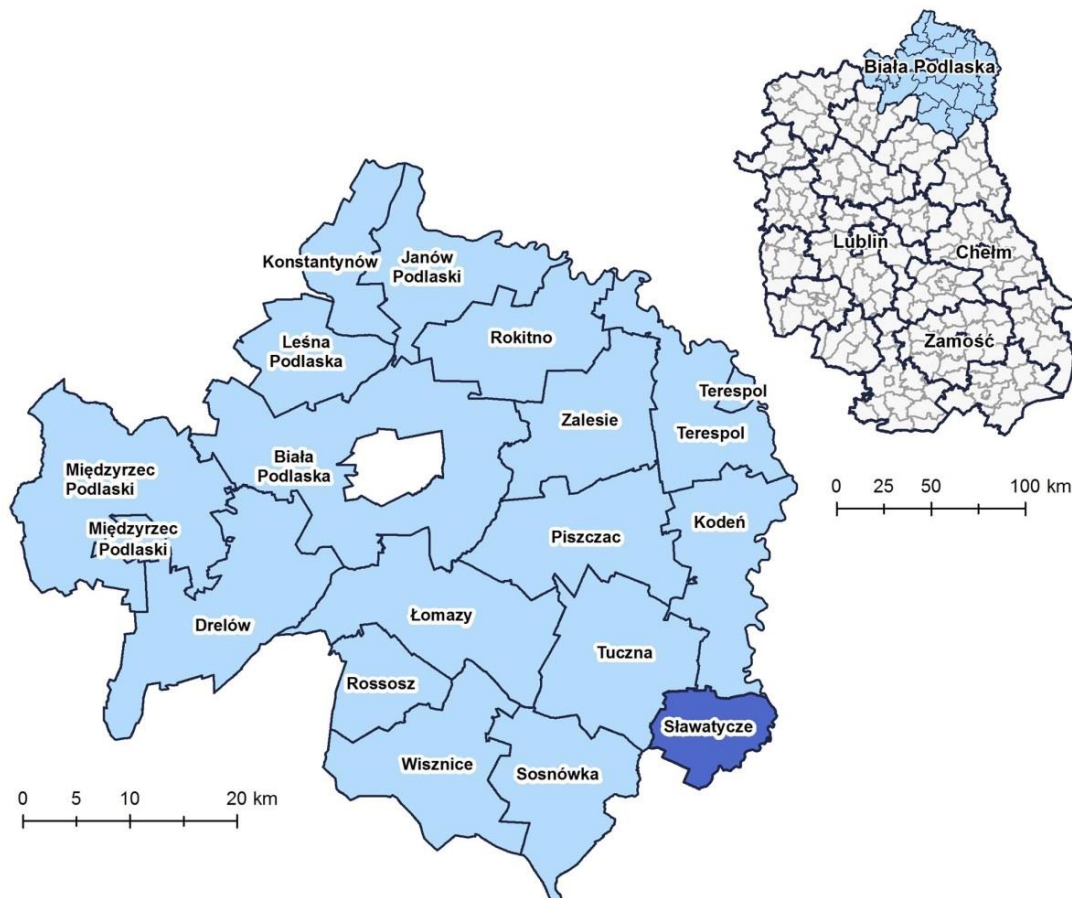 Biała Podlaska
Lublin
Chełm
Zamość
0 25 50 100 km
Konstantynów
Janów
Podlaski
Leśna
Podlaska
Rokitno
Terespol
Zalesie
Terespol
Biała
Podlaska
Międzyrzec
Podlaski
Międzyrzec
Podlaski
Kodeń
Piszczac
Drelów
Łomazy
Tuczna
Rossosz
Sławatycze
Wisznice
Sosnówka
0 5 10 20 km